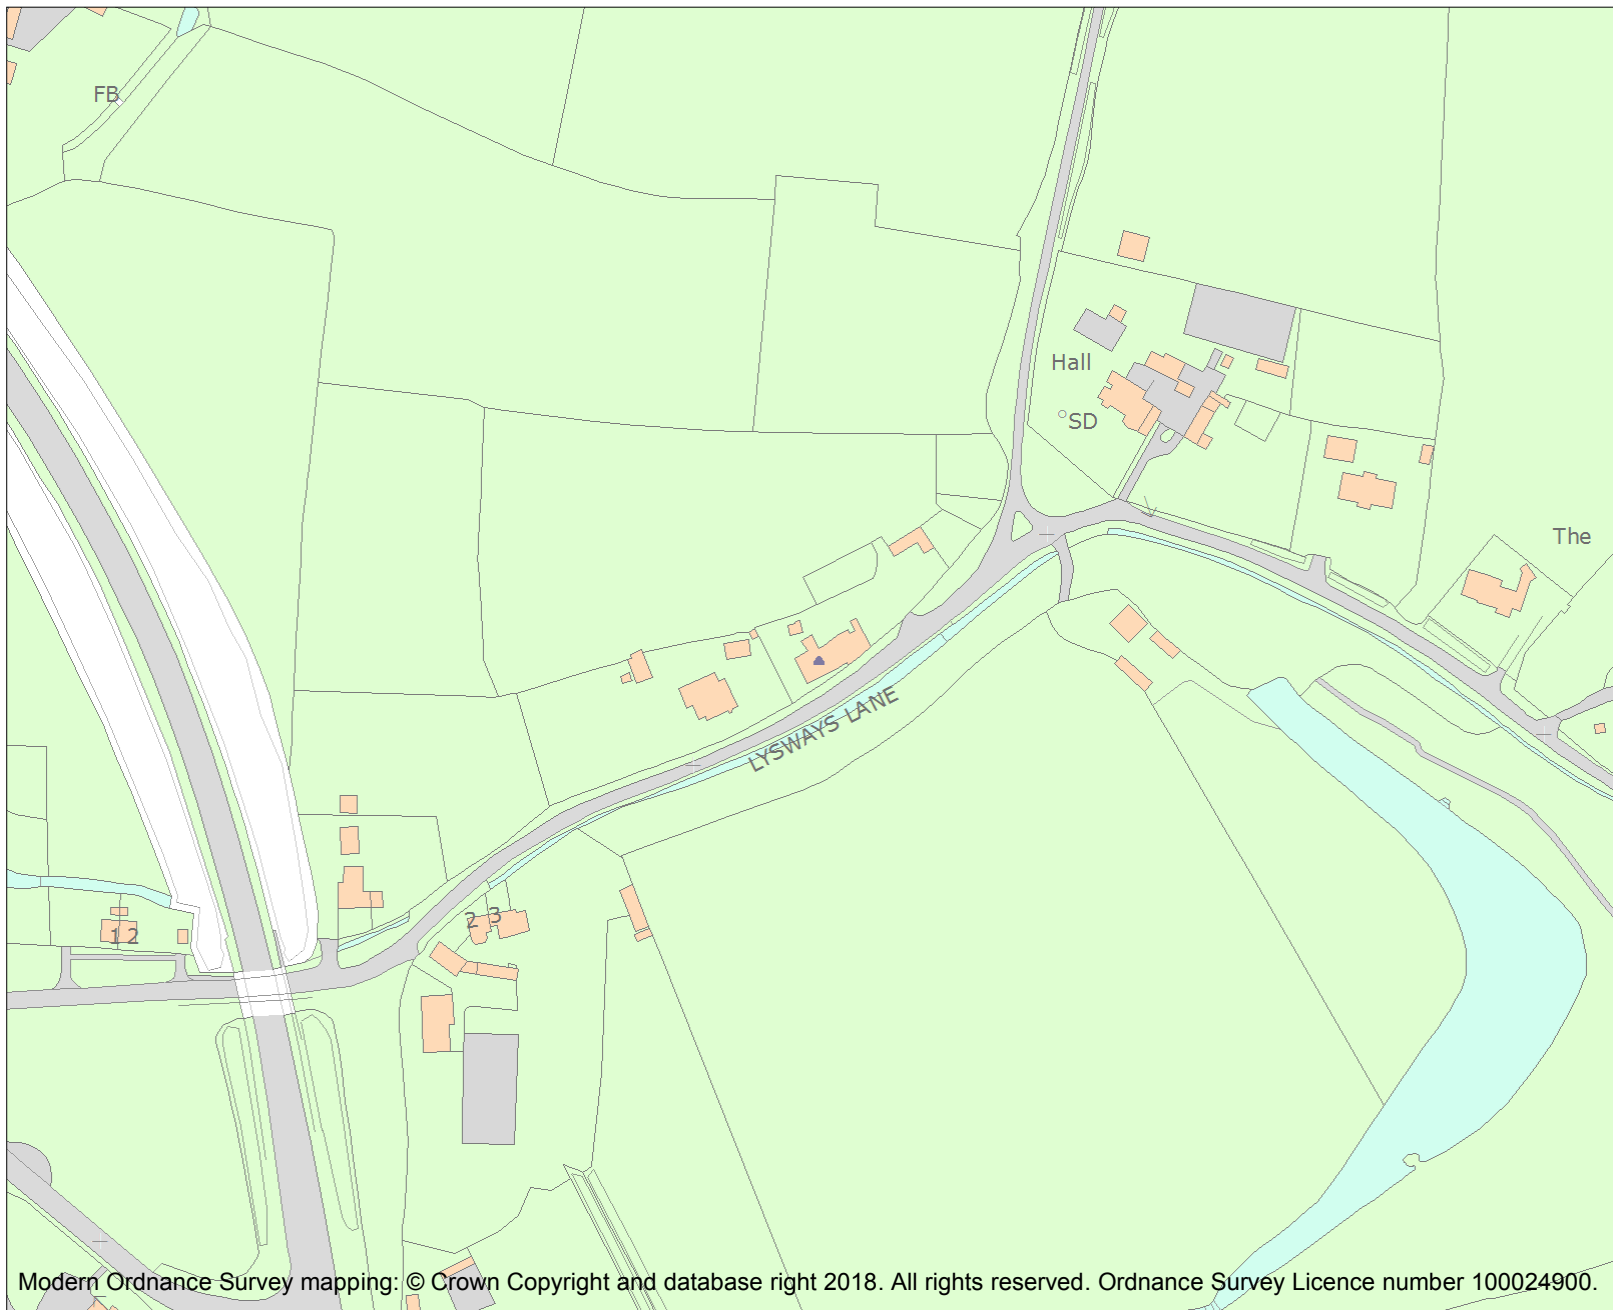 FB
Hall
SD
The
LYSWAYS LANE
2 3
1 2
Modern Ordnance Survey mapping: © Crown Copyright and database right 2018. All rights reserved. Ordnance Survey Licence number 100024900.